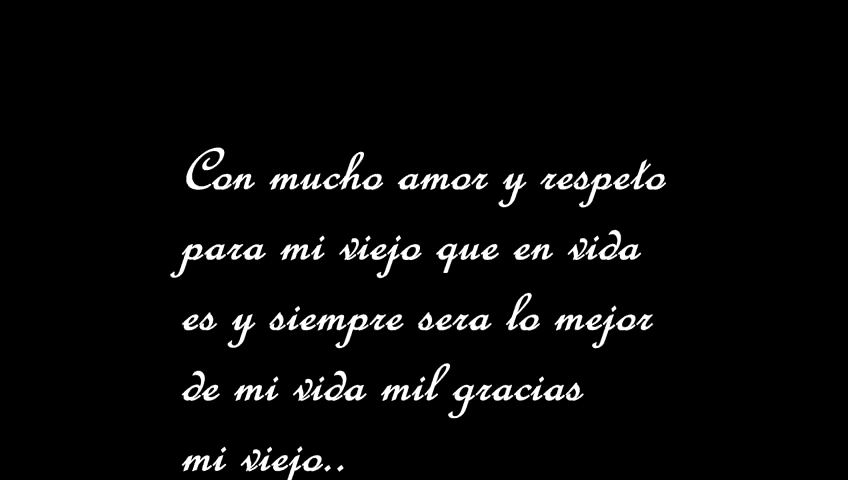 Con mucho amor y respeto
para mi viejo que en vida
es y siempre sera lo mejor
de mi vida mil gracias
mi viejo..